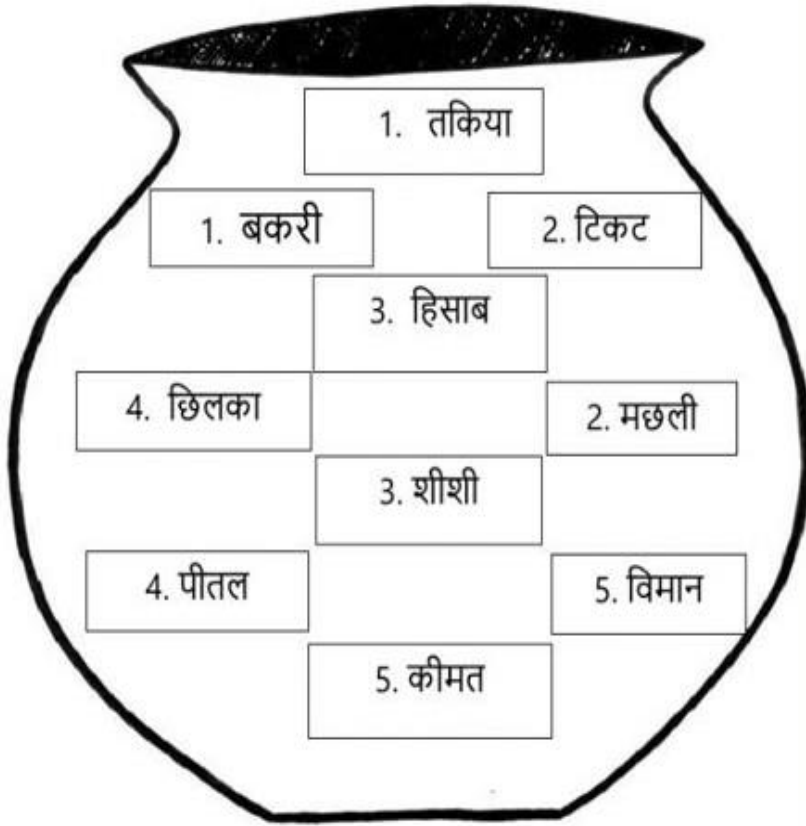 1. तकिया
1. बकरी
2. टिकट
3. हिसाब
4. छिलका
2. मछली
3. शीशी
4. पीतल
5. विमान
5. कीमत